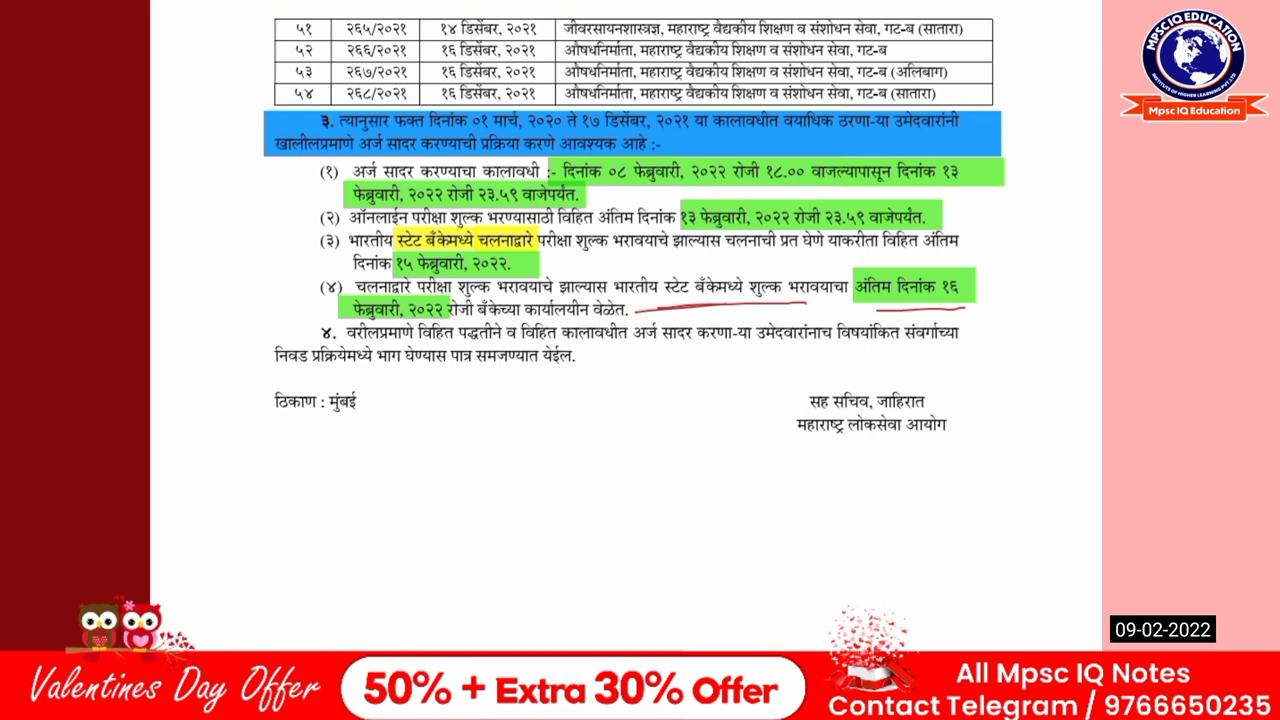 ५१ २६५/२०२१ १४ डिसेंबर, २०२१ जीवरसायनशास्त्रज्ञ, महाराष्ट्र वैद्यकीय शिक्षण व संशोधन सेवा, गट-ब (सातारा)
५२ २६६/२०२१ १६ डिसेंबर, २०२१ औषधनिर्माता, महाराष्ट्र वैद्यकीय शिक्षण व संशोधन सेवा, गट-ब
५३ २६७/२०२१ १६ डिसेंबर, २०२१ औषधनिर्माता, महाराष्ट्र वैद्यकीय शिक्षण व संशोधन सेवा, गट-ब (अलिबाग)
५४ २६८/२०२१ १६ डिसेंबर, २०२१ औषधनिर्माता, महाराष्ट्र वैद्यकीय शिक्षण व संशोधन सेवा, गट-ब (सातारा)
३. त्यानुसार फक्त दिनांक ०१ मार्च, २०२० ते १७ डिसेंबर, २०२१ या कालावधीत वयाधिक ठरणा-या उमेदवारांनी
खालीलप्रमाणे अर्ज सादर करण्याची प्रक्रिया करणे आवश्यक आहे :-
(१) अर्ज सादर करण्याचा कालावधी :- दिनांक ०८ फेब्रुवारी, २०२२ रोजी १८.०० वाजल्यापासून दिनांक १३
फेब्रुवारी, २०२२ रोजी २३.५९ वाजेपर्यंत.
(२) ऑनलाईन परीक्षा शुल्क भरण्यासाठी विहित अंतिम दिनांक १३ फेब्रुवारी, २०२२ रोजी २३.५९ वाजेपर्यंत.
(३) भारतीय स्टेट बँकेमध्ये चलनाद्वारे परीक्षा शुल्क भरावयाचे झाल्यास चलनाची प्रत घेणे याकरीता विहित अंतिम
दिनांक १५ फेब्रुवारी, २०२२.
(४) चलनाद्वारे परीक्षा शुल्क भरावयाचे झाल्यास भारतीय स्टेट बँकेमध्ये शुल्क भरावयाचा अंतिम दिनांक १६
फेब्रुवारी, २०२२ रोजी बँकेच्या कार्यालयीन वेळेत.
४. वरीलप्रमाणे विहित पद्धतीने व विहित कालावधीत अर्ज सादर करणा-या उमेदवारांनाच विषयांकित संवर्गाच्या
निवड प्रक्रियेमध्ये भाग घेण्यास पात्र समजण्यात येईल.
ठिकाण : मुंबई
सह सचिव, जाहिरात
महाराष्ट्र लोकसेवा आयोग
MPSC IQ EDUCATION
INSTITUTE OF HIGHER LEARNING PVT.LTD
Mpsc IQ Education
09-02-2022
Valentines Day Offer
50% + Extra 30% Offer
All Mpsc IQ Notes
Contact Telegram / 9766650235